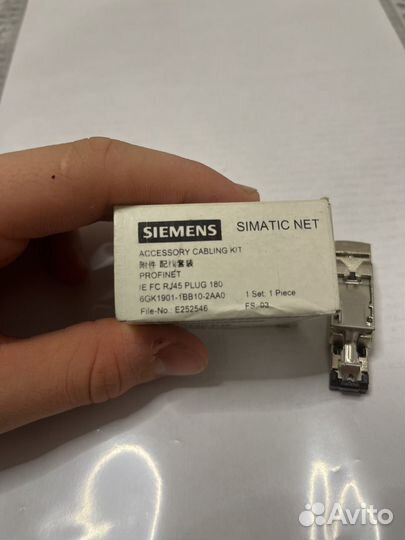 SIEMENS SIMATIC NET
ACCESSORY CABLING KIT
附件 配线套装
PROFINET
IE FC RJ45 PLUG 180
6GK1901-1BB10-2AA0 1 Set: 1 Piece
File-No. E252546 FS: 03
Avito